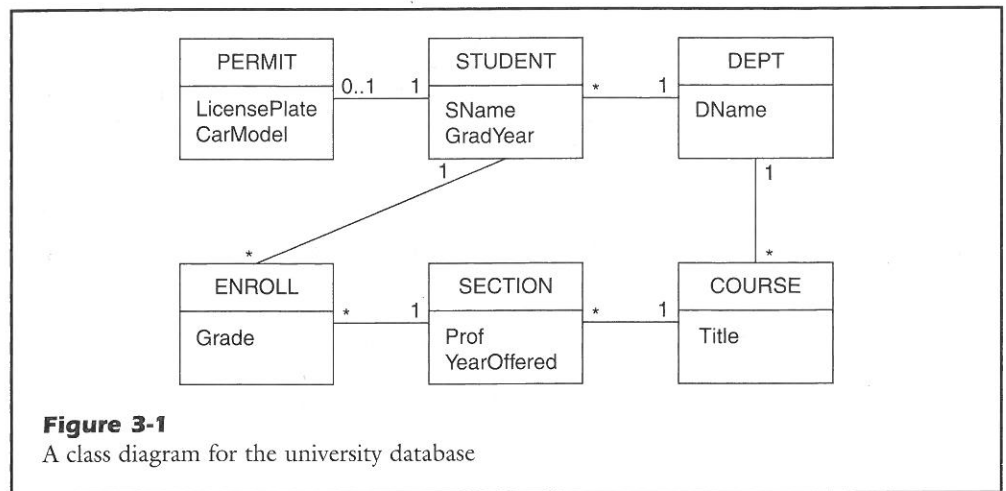 PERMIT
LicensePlate
CarModel
0..1
1
STUDENT
SName
GradYear
*
1
DEPT
DName
1
1
*
*
ENROLL
Grade
*
1
SECTION
Prof
YearOffered
*
1
COURSE
Title
Figure 3-1
A class diagram for the university database